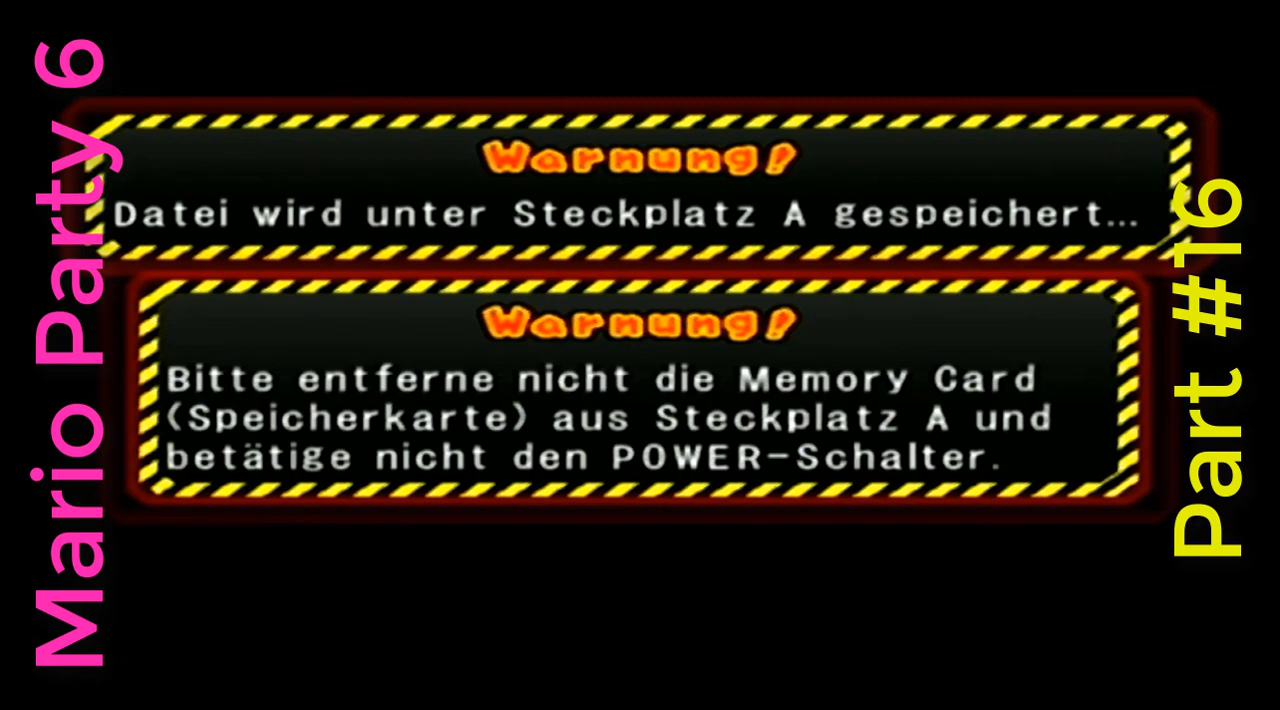 Mario Party 6
Warnung!
Datei wird unter Steckplatz A gespeichert...
Warnung!
Bitte entferne nicht die Memory Card
(Speicherkarte) aus Steckplatz A und
betätige nicht den POWER-Schalter.
Part #16